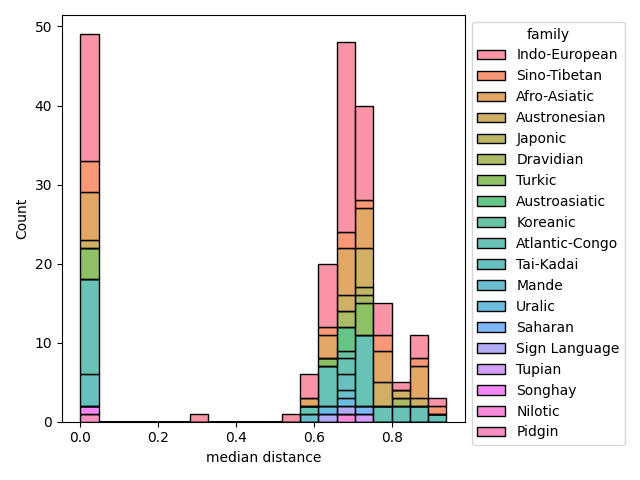 50
40
30
20
10
0
Count
0.0 0.2 0.4 0.6 0.8
median distance
family
Indo-European
Sino-Tibetan
Afro-Asiatic
Austronesian
Japonic
Dravidian
Turkic
Austroasiatic
Koreanic
Atlantic-Congo
Tai-Kadai
Mande
Uralic
Saharan
Sign Language
Tupian
Songhay
Nilotic
Pidgin